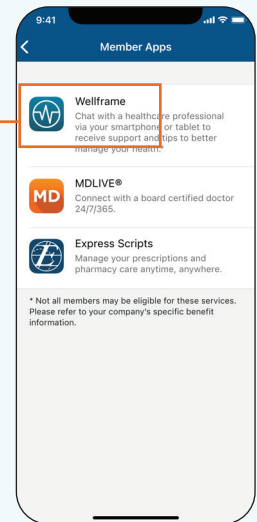 9:41
Member Apps
Wellframe
Chat with a healthcare professional
via your smartphone or tablet to
receive support and tips to better
manage your health.
MD
MDLIVE®
Connect with a board certified doctor
24/7/365.
E
Express Scripts
Manage your prescriptions and
pharmacy care anytime, anywhere.
* Not all members may be eligible for these services.
Please refer to your company's specific benefit
information.